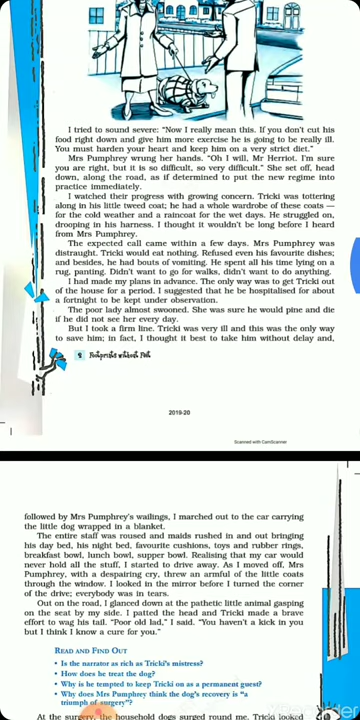 I tried to sound severe: “Now I really mean this. If you don’t cut his
food right down and give him more exercise he is going to be really ill.
You must harden your heart and keep him on a very strict diet.”
Mrs Pumphrey wrung her hands. “Oh I will, Mr Herriot. I’m sure
you are right, but it is so difficult, so very difficult.” She set off, head
down, along the road, as if determined to put the new regime into
practice immediately.
I watched their progress with growing concern. Tricki was tottering
along in his little tweed coat; he had a whole wardrobe of these coats —
for the cold weather and a raincoat for the wet days. He struggled on,
drooping in his harness. I thought it wouldn’t be long before I heard
from Mrs Pumphrey.
The expected call came within a few days. Mrs Pumphrey was
distraught. Tricki would eat nothing. Refused even his favourite dishes;
and besides, he had bouts of vomiting. He spent all his time lying on a
rug, panting. Didn’t want to go for walks, didn’t want to do anything.
I had made my plans in advance. The only way was to get Tricki out
of the house for a period. I suggested that he be hospitalised for about
a fortnight to be kept under observation.
The poor lady almost swooned. She was sure he would pine and die
if he did not see her every day.
But I took a firm line. Tricki was very ill and this was the only way
to save him; in fact, I thought it best to take him without delay and,
Footprints without Feet
2019-20
Scanned with CamScanner
followed by Mrs Pumphrey’s wailings, I marched out to the car carrying
the little dog wrapped in a blanket.
The entire staff was roused and maids rushed in and out bringing
his day bed, his night bed, favourite cushions, toys and rubber rings,
breakfast bowl, lunch bowl, supper bowl. Realising that my car would
never hold all the stuff, I started to drive away. As I moved off, Mrs
Pumphrey, with a despairing cry, threw an armful of the little coats
through the window. I looked in the mirror before I turned the corner
of the drive; everybody was in tears.
Out on the road, I glanced down at the pathetic little animal gasping
on the seat by my side. I patted the head and Tricki made a brave
effort to wag his tail. “Poor old lad,” I said. “You haven’t a kick in you
but I think I know a cure for you.”
READ AND FIND OUT
• Is the narrator as rich as Tricki’s mistress?
• How does he treat the dog?
• Why is he tempted to keep Tricki on as a permanent guest?
• Why does Mrs Pumphrey think the dog’s recovery is “a
triumph of surgery”?
At the surgery, the household dogs surged round me. Tricki looked